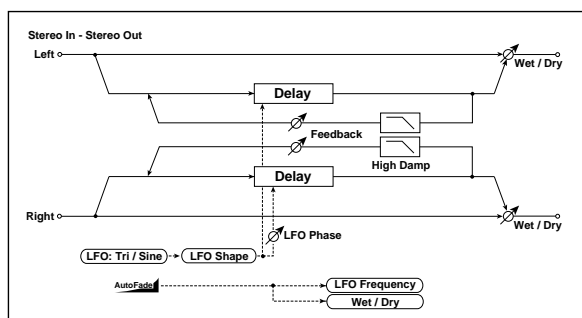 Stereo In - Stereo Out
Left
Wet / Dry
Delay
Feedback
High Damp
Delay
Right
Wet / Dry
LFO Phase
LFO: Tri / Sine
LFO Shape
AutoFade
LFO Frequency
Wet / Dry